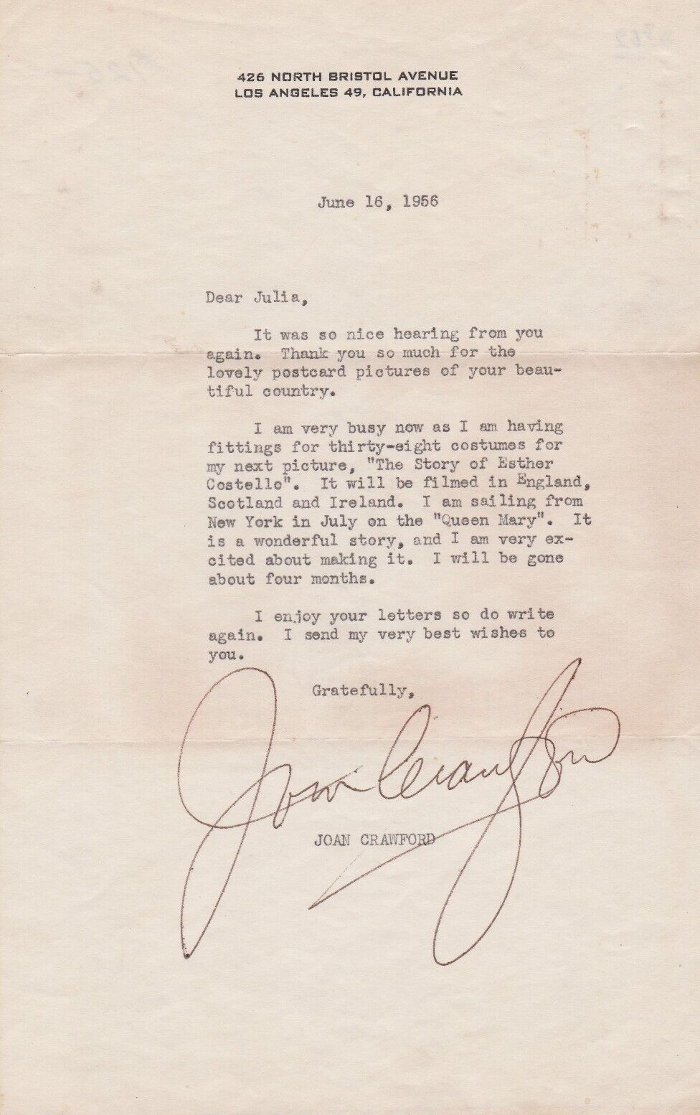 426 NORTH BRISTOL AVENUE
LOS ANGELES 49, CALIFORNIA
June 16, 1956
Dear Julia,
It was so nice hearing from you
again. Thank you so much for the
lovely postcard pictures of your beau-
tiful country.
I am very busy now as I am having
fittings for thirty-eight costumes for
my next picture, "The Story of Esther
Costello". It will be filmed in England,
Scotland and Ireland. I am sailing from
New York in July on the "Queen Mary". It
is a wonderful story, and I am very ex-
cited about making it. I will be gone
about four months.
I enjoy your letters so do write
again. I send my very best wishes to
you.
Gratefully,
Joan Crawford
JOAN CRAWFORD